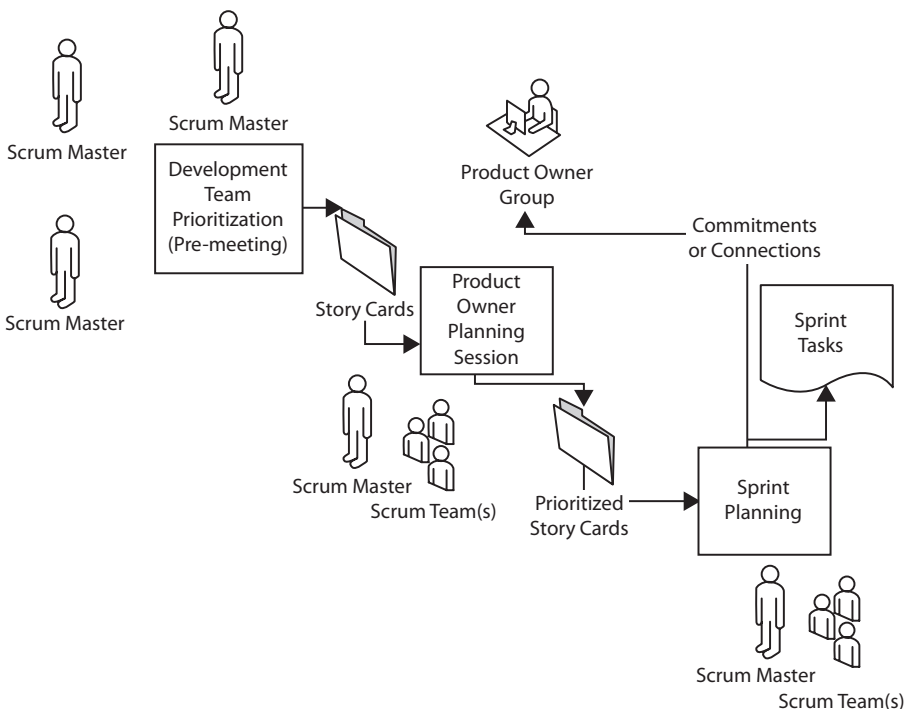 Scrum Master
Scrum Master
Scrum Master
Development
Team
Prioritization
(Pre-meeting)
Story Cards
Product Owner
Group
Commitments
or Connections
Product
Owner
Planning
Session
Sprint
Tasks
Scrum Master
Scrum Team(s)
Prioritized
Story Cards
Sprint
Planning
Scrum Master
Scrum Team(s)